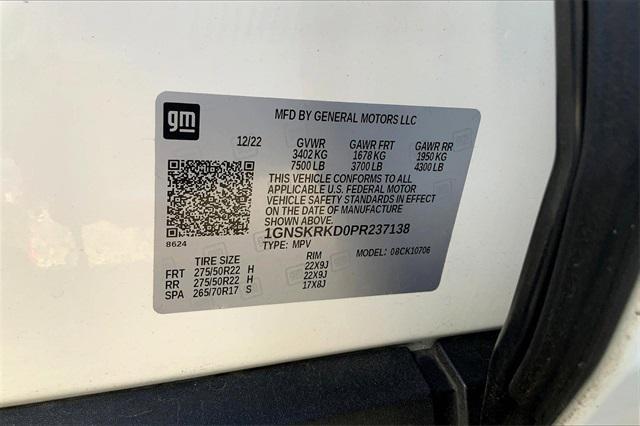 gm
MFD BY GENERAL MOTORS LLC
12/22 GVWR GAWR FRT GAWR RR
3402 KG 1678 KG 1950 KG
7500 LB 3700 LB 4300 LB
THIS VEHICLE CONFORMS TO ALL
APPLICABLE U.S. FEDERAL MOTOR
VEHICLE SAFETY STANDARDS IN EFFECT
ON THE DATE OF MANUFACTURE
SHOWN ABOVE.
1GNSKRKD0PR237138
8624
TYPE: MPV MODEL: 08CK10706
TIRE SIZE RIM
FRT 275/50R22 H 22X9J
RR 275/50R22 H 22X9J
SPA 265/70R17 S 17X8J